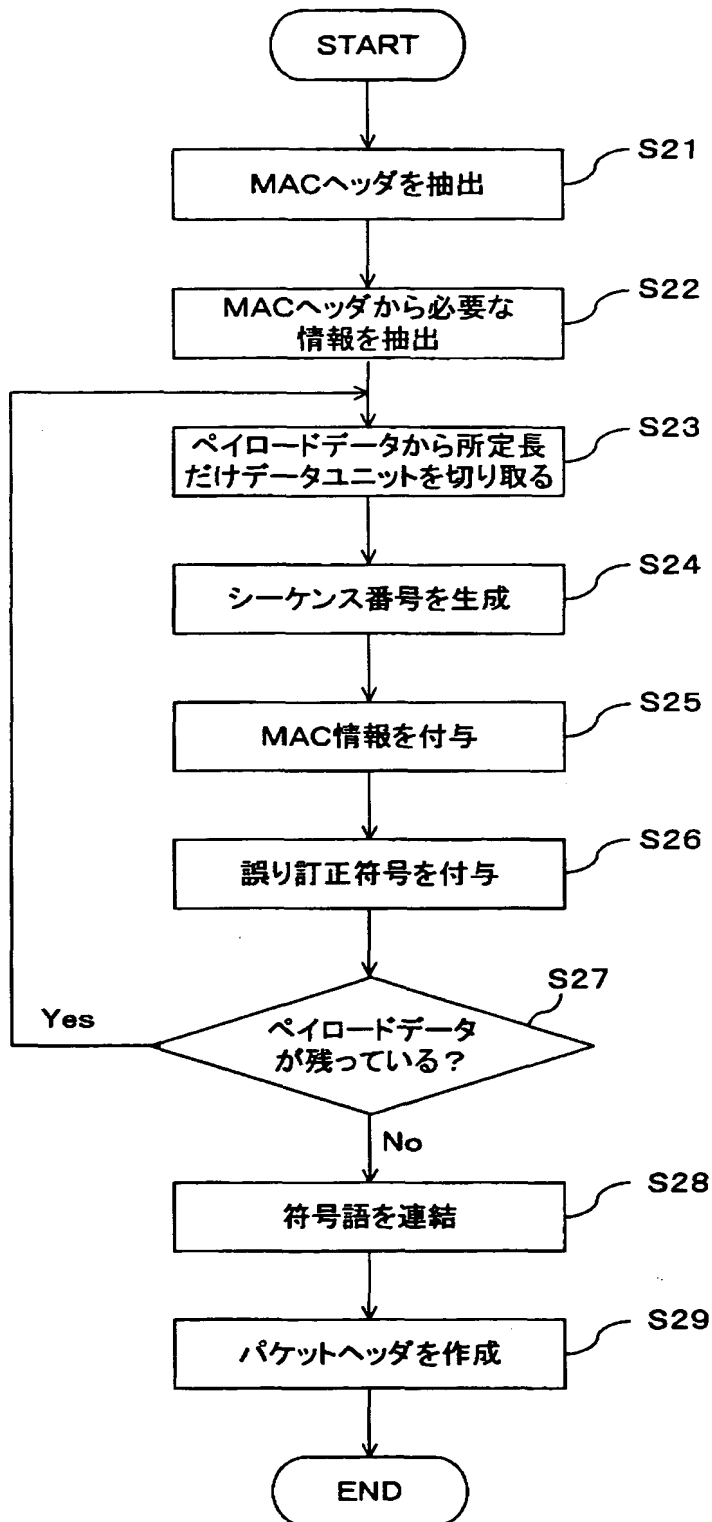 START
S21
MACヘッダを抽出
S22
MACヘッダから必要な
情報を抽出
S23
ペイロードデータから所定長
だけデータユニットを切り取る
S24
シーケンス番号を生成
S25
MAC情報を付与
S26
誤り訂正符号を付与
S27
Yes
ペイロードデータ
が残っている？
No
S28
符号語を連結
S29
パケットヘッダを作成
END